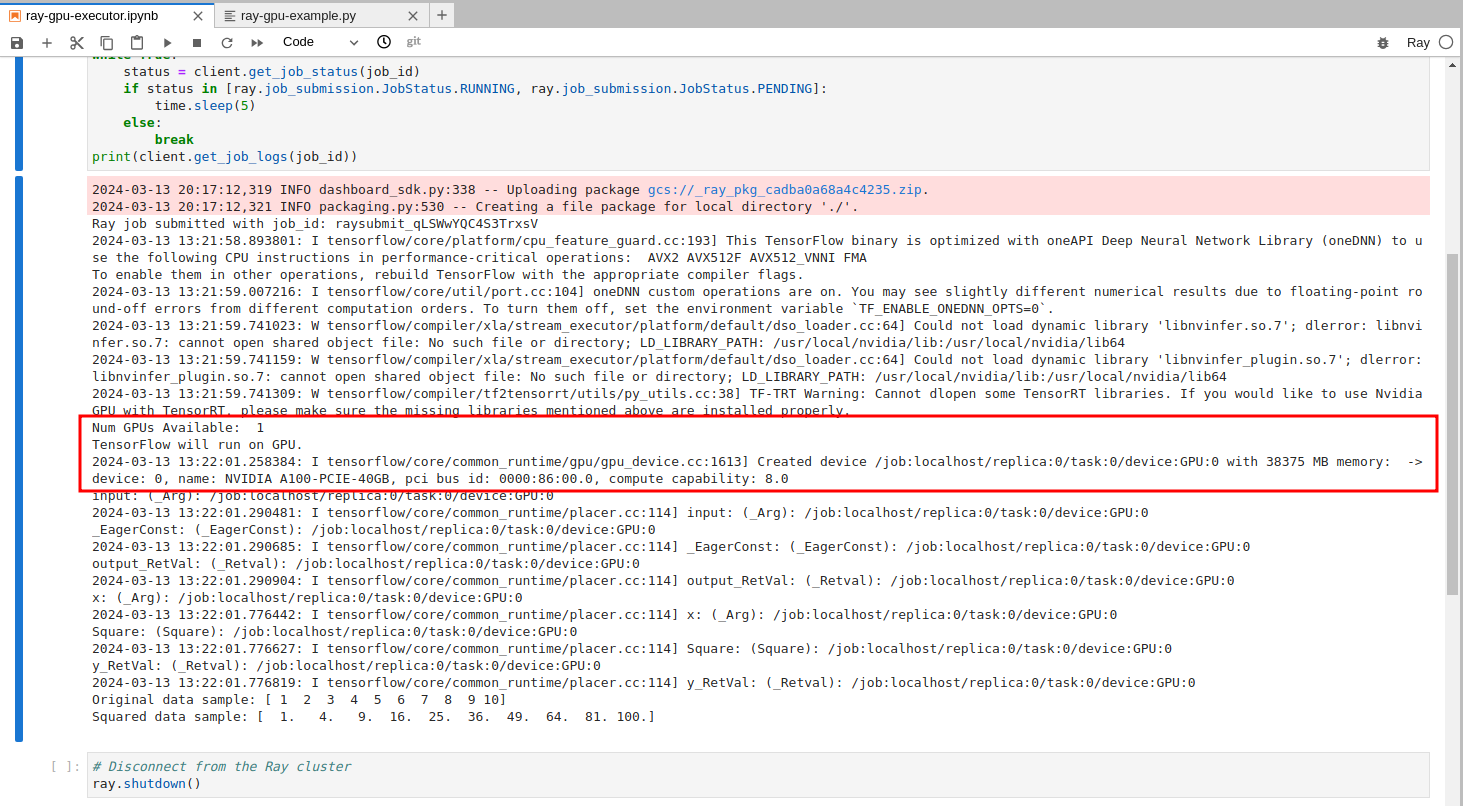 ray-gpu-executor.ipynb
ray-gpu-example.py
Code
git
Ray
while True:
    status = client.get_job_status(job_id)
    if status in [ray.job_submission.JobStatus.RUNNING, ray.job_submission.JobStatus.PENDING]:
        time.sleep(5)
    else:
        break
print(client.get_job_logs(job_id))
2024-03-13 20:17:12,319 INFO dashboard_sdk.py:338 -- Uploading package gcs://_ray_pkg_cadba0a68a4c4235.zip.
2024-03-13 20:17:12,321 INFO packaging.py:530 -- Creating a file package for local directory './'.
Ray job submitted with job_id: raysubmit_qLSWwYQC4S3TrxsV
2024-03-13 13:21:58.893801: I tensorflow/core/platform/cpu_feature_guard.cc:193] This TensorFlow binary is optimized with oneAPI Deep Neural Network Library (oneDNN) to u
se the following CPU instructions in performance-critical operations:  AVX2 AVX512F AVX512_VNNI FMA
To enable them in other operations, rebuild TensorFlow with the appropriate compiler flags.
2024-03-13 13:21:59.007216: I tensorflow/core/util/port.cc:104] oneDNN custom operations are on. You may see slightly different numerical results due to floating-point ro
und-off errors from different computation orders. To turn them off, set the environment variable `TF_ENABLE_ONEDNN_OPTS=0`.
2024-03-13 13:21:59.741023: W tensorflow/compiler/xla/stream_executor/platform/default/dso_loader.cc:64] Could not load dynamic library 'libnvinfer.so.7'; dlerror: libnvi
nfer.so.7: cannot open shared object file: No such file or directory; LD_LIBRARY_PATH: /usr/local/nvidia/lib:/usr/local/nvidia/lib64
2024-03-13 13:21:59.741159: W tensorflow/compiler/xla/stream_executor/platform/default/dso_loader.cc:64] Could not load dynamic library 'libnvinfer_plugin.so.7'; dlerror:
libnvinfer_plugin.so.7: cannot open shared object file: No such file or directory; LD_LIBRARY_PATH: /usr/local/nvidia/lib:/usr/local/nvidia/lib64
2024-03-13 13:21:59.741309: W tensorflow/compiler/tf2tensorrt/utils/py_utils.cc:38] TF-TRT Warning: Cannot dlopen some TensorRT libraries. If you would like to use Nvidia
GPU with TensorRT, please make sure the missing libraries mentioned above are installed properly.
Num GPUs Available:  1
TensorFlow will run on GPU.
2024-03-13 13:22:01.258384: I tensorflow/core/common_runtime/gpu/gpu_device.cc:1613] Created device /job:localhost/replica:0/task:0/device:GPU:0 with 38375 MB memory:  ->
device: 0, name: NVIDIA A100-PCIE-40GB, pci bus id: 0000:86:00.0, compute capability: 8.0
input: (_Arg): /job:localhost/replica:0/task:0/device:GPU:0
2024-03-13 13:22:01.290481: I tensorflow/core/common_runtime/placer.cc:114] input: (_Arg): /job:localhost/replica:0/task:0/device:GPU:0
_EagerConst: (_EagerConst): /job:localhost/replica:0/task:0/device:GPU:0
2024-03-13 13:22:01.290685: I tensorflow/core/common_runtime/placer.cc:114] _EagerConst: (_EagerConst): /job:localhost/replica:0/task:0/device:GPU:0
output_RetVal: (_Retval): /job:localhost/replica:0/task:0/device:GPU:0
2024-03-13 13:22:01.290904: I tensorflow/core/common_runtime/placer.cc:114] output_RetVal: (_Retval): /job:localhost/replica:0/task:0/device:GPU:0
x: (_Arg): /job:localhost/replica:0/task:0/device:GPU:0
2024-03-13 13:22:01.776442: I tensorflow/core/common_runtime/placer.cc:114] x: (_Arg): /job:localhost/replica:0/task:0/device:GPU:0
Square: (Square): /job:localhost/replica:0/task:0/device:GPU:0
2024-03-13 13:22:01.776627: I tensorflow/core/common_runtime/placer.cc:114] Square: (Square): /job:localhost/replica:0/task:0/device:GPU:0
y_RetVal: (_Retval): /job:localhost/replica:0/task:0/device:GPU:0
2024-03-13 13:22:01.776819: I tensorflow/core/common_runtime/placer.cc:114] y_RetVal: (_Retval): /job:localhost/replica:0/task:0/device:GPU:0
Original data sample: [ 1  2  3  4  5  6  7  8  9 10]
Squared data sample: [  1.   4.   9.  16.  25.  36.  49.  64.  81. 100.]
[ ]:
# Disconnect from the Ray cluster
ray.shutdown()